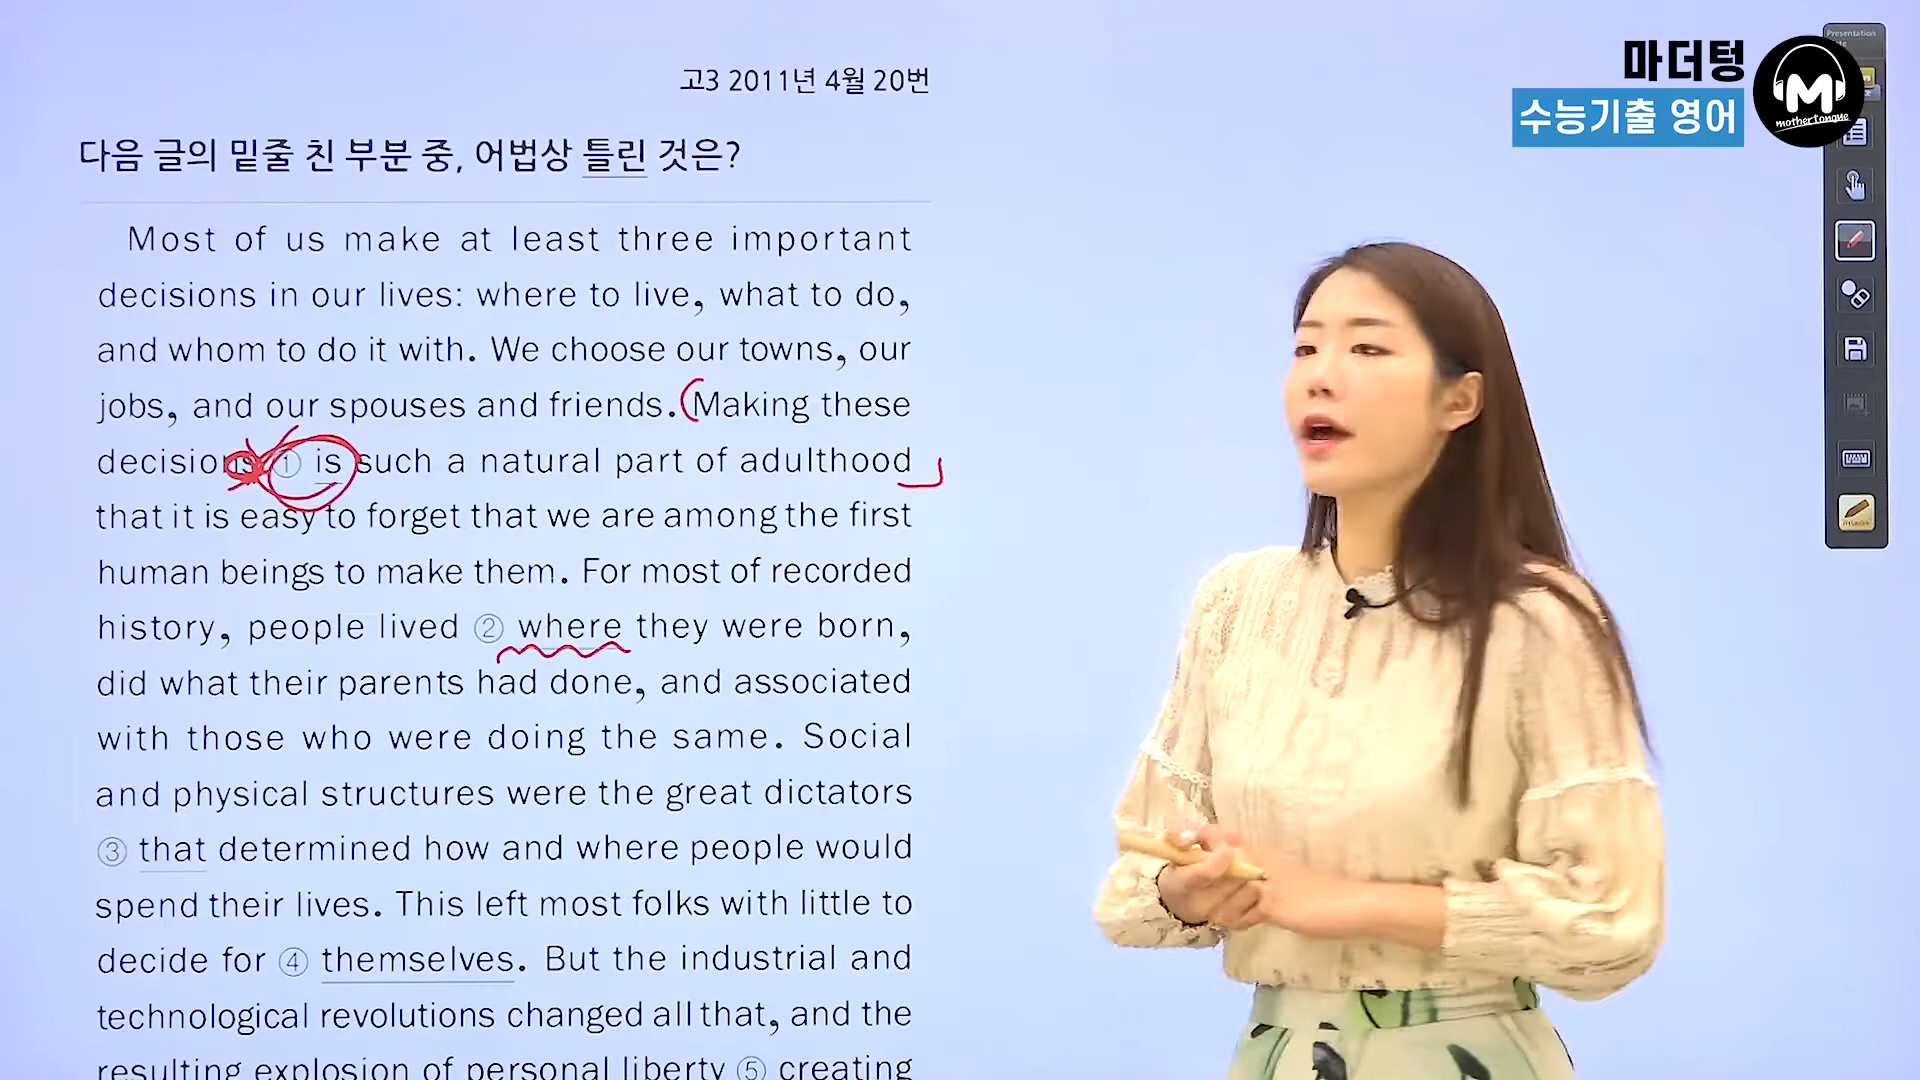 고3 2011년 4월 20번
마더텅
수능기출 영어
mothertongue
Presentation
다음 글의 밑줄 친 부분 중, 어법상 틀린 것은?
Most of us make at least three important
decisions in our lives: where to live, what to do,
and whom to do it with. We choose our towns, our
jobs, and our spouses and friends. Making these
decisions ① is such a natural part of adulthood
that it is easy to forget that we are among the first
human beings to make them. For most of recorded
history, people lived ② where they were born,
did what their parents had done, and associated
with those who were doing the same. Social
and physical structures were the great dictators
③ that determined how and where people would
spend their lives. This left most folks with little to
decide for ④ themselves. But the industrial and
technological revolutions changed all that, and the
resulting explosion of personal liberty ⑤ creating